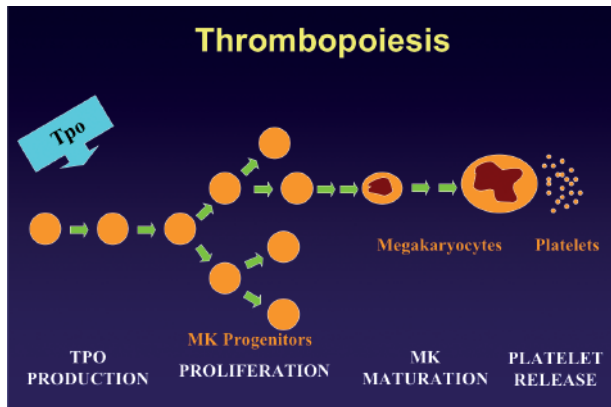 Thrombopoiesis
Tpo
Megakaryocytes
Platelets
MK Progenitors
TPO
PRODUCTION
PROLIFERATION
MK
MATURATION
PLATELET
RELEASE